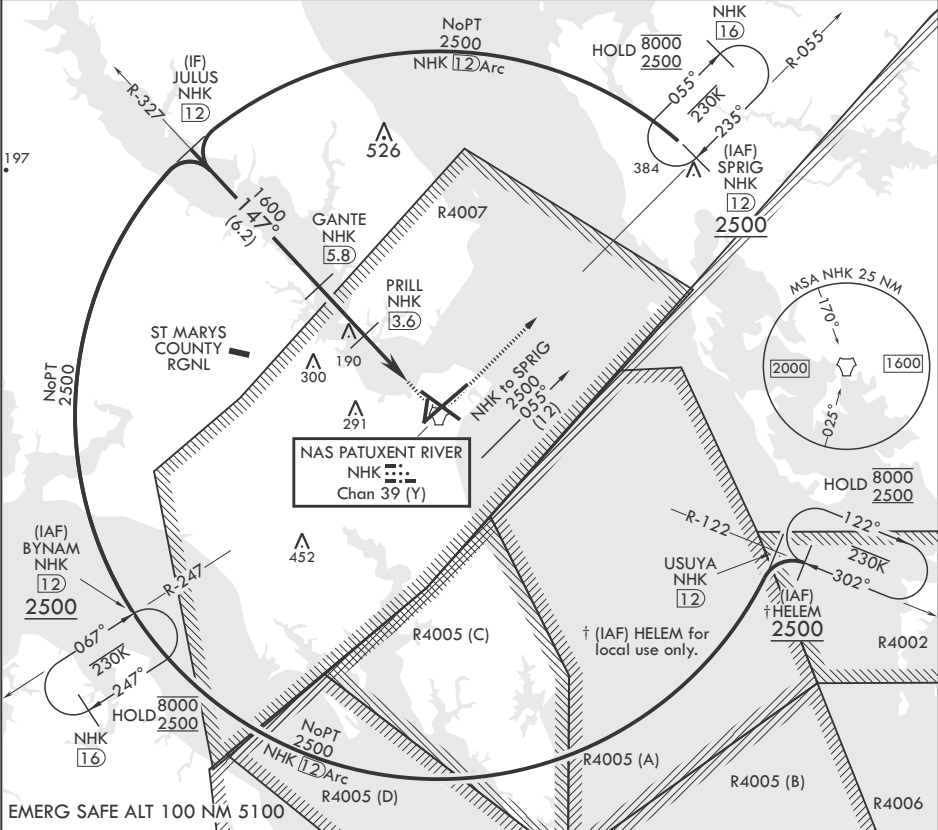 NoPT
2500
NHK 12 Arc
(IF)
JULUS
NHK
12
R-327
HOLD 8000
2500
NHK
16
R-055
055°
230K
235°
384
(IAF)
SPRIG
NHK
12
2500
197
526
1600
147°
(6.2)
GANTE
NHK
5.8
R4007
PRILL
NHK
3.6
ST MARYS
COUNTY
RGNL
190
300
291
NHK to SPRIG
2500
055°
(12)
MSA NHK 25 NM
170°
2000
1600
025°
NoPT
2500
NAS PATUXENT RIVER
NHK
Chan 39 (Y)
452
(IAF)
BYNAM
NHK
12
2500
R-247
067°
230K
247°
HOLD 8000
2500
NHK
16
R-122
USUYA
NHK
12
HOLD 8000
2500
122°
230K
302°
(IAF)
†HELEM
2500
R4002
R4005 (C)
† (IAF) HELEM for
local use only.
NoPT
2500
NHK 12 Arc
R4005 (A)
R4005 (D)
R4005 (B)
R4006
EMERG SAFE ALT 100 NM 5100